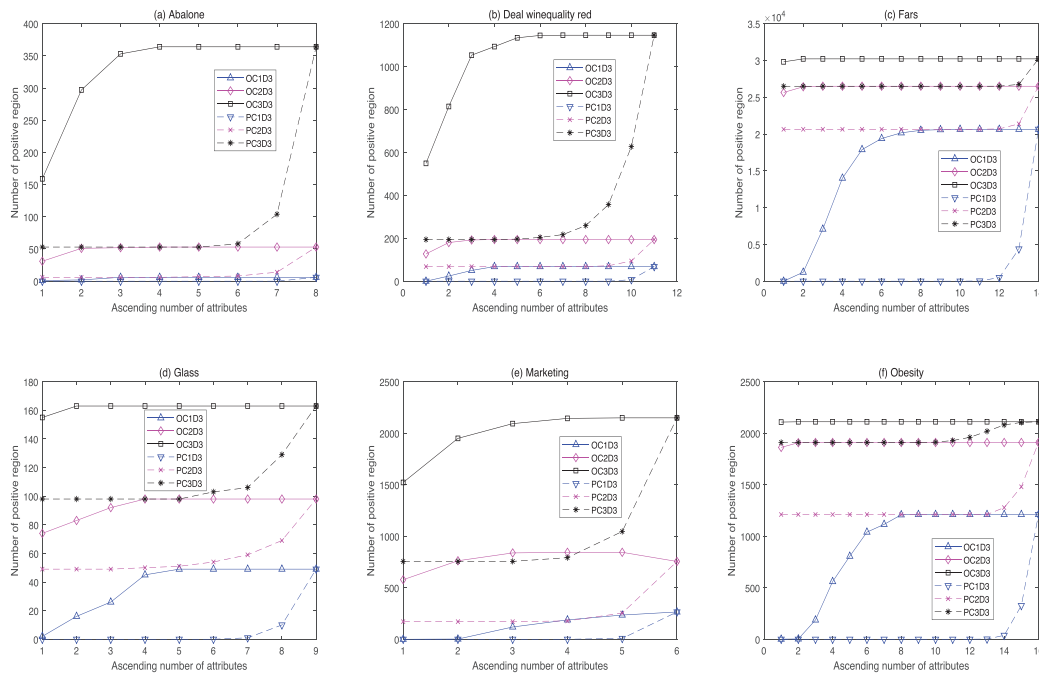 (a) Abalone
400
350
300
250
200
150
100
50
0
Number of positive region
OC1D3
OC2D3
OC3D3
PC1D3
PC2D3
PC3D3
1 2 3 4 5 6 7 8
Ascending number of attributes
(b) Deal winequality red
1200
1000
800
600
400
200
0
Number of positive region
OC1D3
OC2D3
OC3D3
PC1D3
PC2D3
PC3D3
0 2 4 6 8 10 12
Ascending number of attributes
(c) Fars
× 10⁴
3.5
3
2.5
2
1.5
1
0.5
0
Number of positive region
OC1D3
OC2D3
OC3D3
PC1D3
PC2D3
PC3D3
0 2 4 6 8 10 12 14
Ascending number of attributes
(d) Glass
180
160
140
120
100
80
60
40
20
0
Number of positive region
OC1D3
OC2D3
OC3D3
PC1D3
PC2D3
PC3D3
1 2 3 4 5 6 7 8 9
Ascending number of attributes
(e) Marketing
2500
2000
1500
1000
500
0
Number of positive region
OC1D3
OC2D3
OC3D3
PC1D3
PC2D3
PC3D3
1 2 3 4 5 6
Ascending number of attributes
(f) Obesity
2500
2000
1500
1000
500
0
Number of positive region
OC1D3
OC2D3
OC3D3
PC1D3
PC2D3
PC3D3
0 2 4 6 8 10 12 14 16
Ascending number of attributes